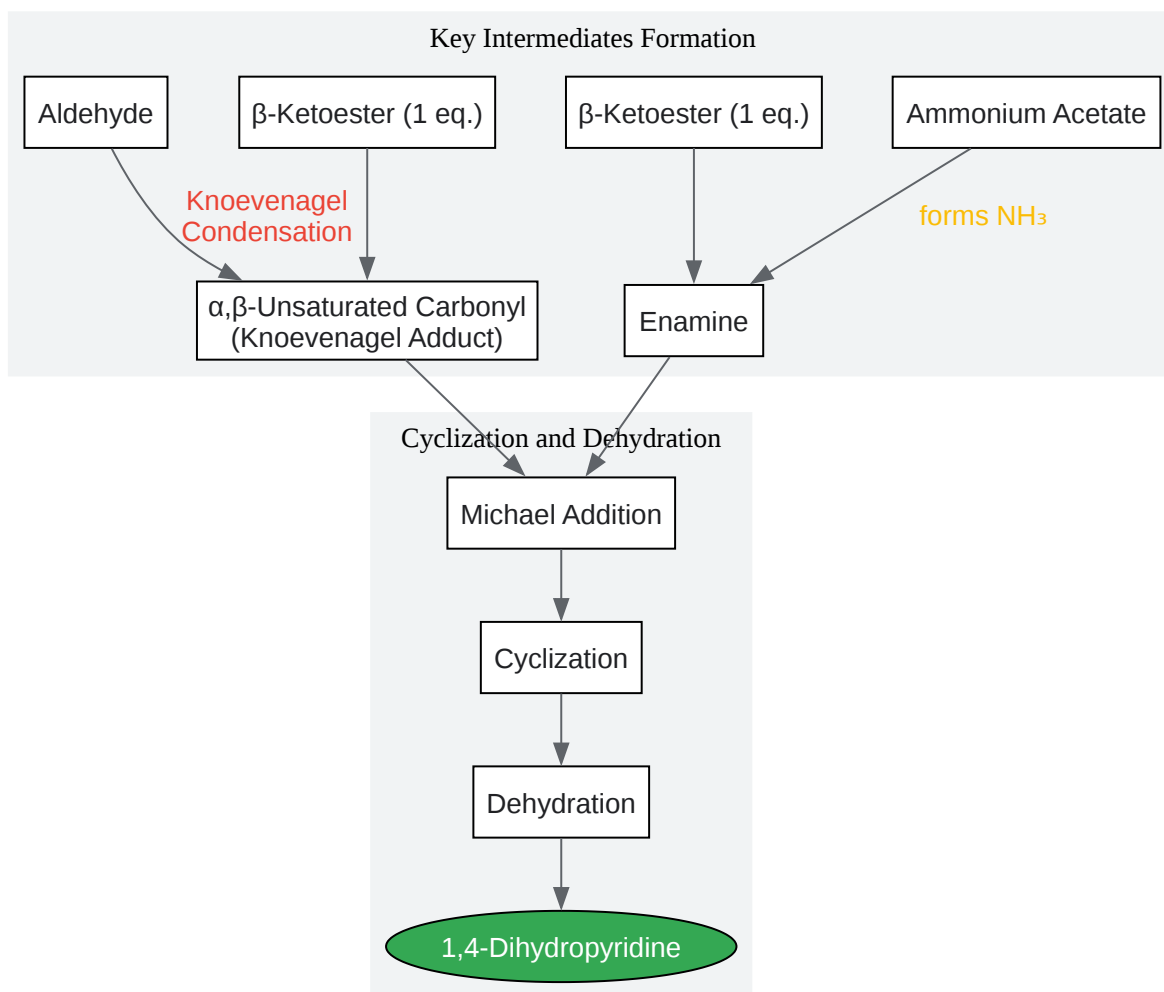 Key Intermediates Formation
Aldehyde
β-Ketoester (1 eq.)
β-Ketoester (1 eq.)
Ammonium Acetate
Knoevenagel
Condensation
forms NH₃
α,β-Unsaturated Carbonyl
(Knoevenagel Adduct)
Enamine
Cyclization and Dehydration
Michael Addition
Cyclization
Dehydration
1,4-Dihydropyridine